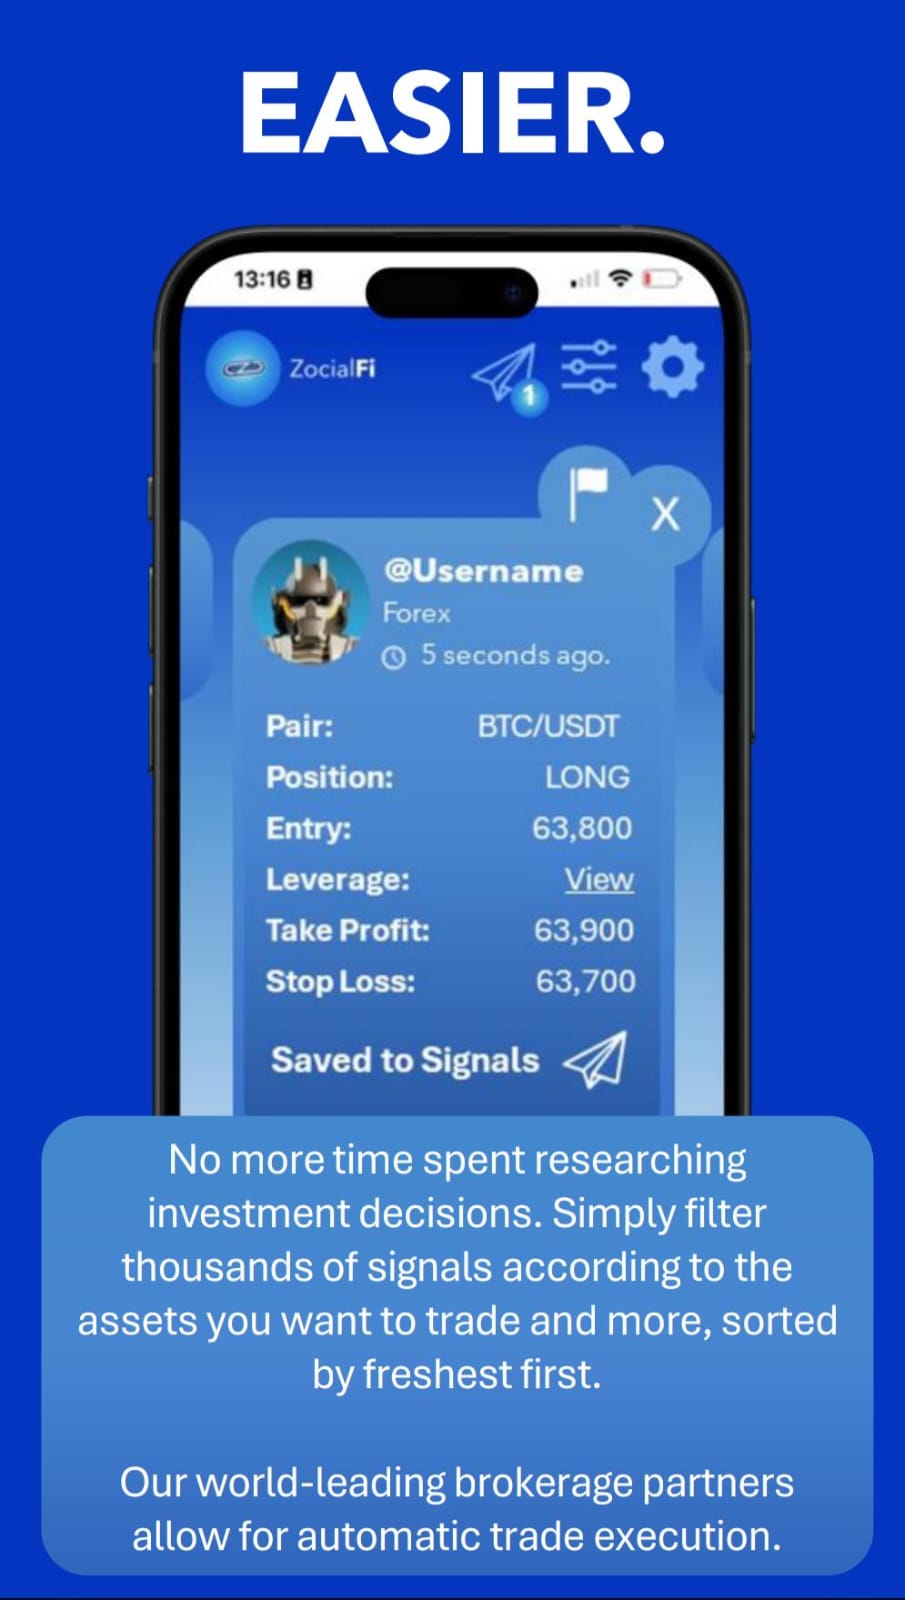 EASIER.
13:16
ZocialFi
1
X
@Username
Forex
5 seconds ago.
Pair: BTC/USDT
Position: LONG
Entry: 63,800
Leverage: View
Take Profit: 63,900
Stop Loss: 63,700
Saved to Signals
No more time spent researching
investment decisions. Simply filter
thousands of signals according to the
assets you want to trade and more, sorted
by freshest first.
Our world-leading brokerage partners
allow for automatic trade execution.